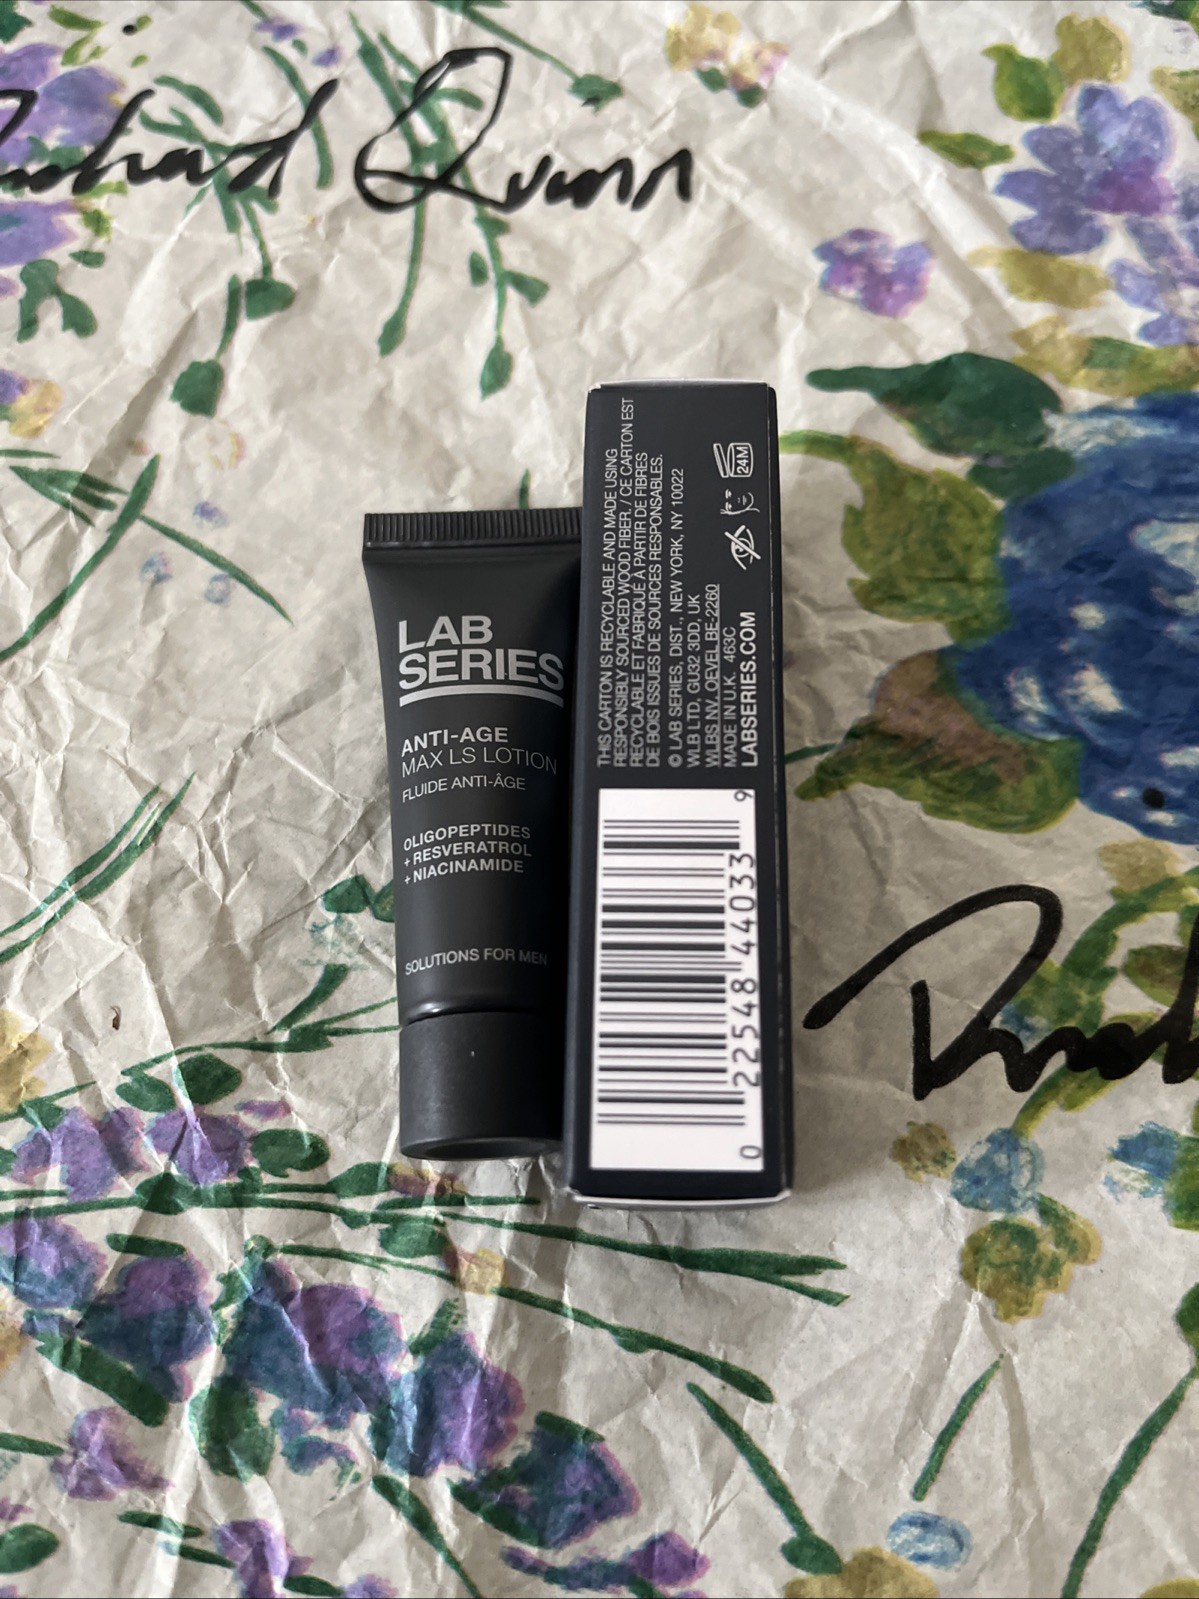 Richard Quinn
LAB
SERIES
ANTI-AGE
MAX LS LOTION
FLUIDE ANTI-ÂGE
OLIGOPEPTIDES
+ RESVERATROL
+ NIACINAMIDE
SOLUTIONS FOR MEN
THIS CARTON IS RECYCLABLE AND MADE USING
RESPONSIBLY SOURCED WOOD FIBER. / CE CARTON EST
RECYCLABLE ET FABRIQUÉ À PARTIR DE FIBRES
DE BOIS ISSUES DE SOURCES RESPONSABLES.
© LAB SERIES, DIST., NEW YORK, NY 10022
WLB LTD, GU32 3DD, UK
WLBS NV, OEVEL BE-2260
MADE IN U.K. 463C
LABSERIES.COM
24M
0 22548 44033 9